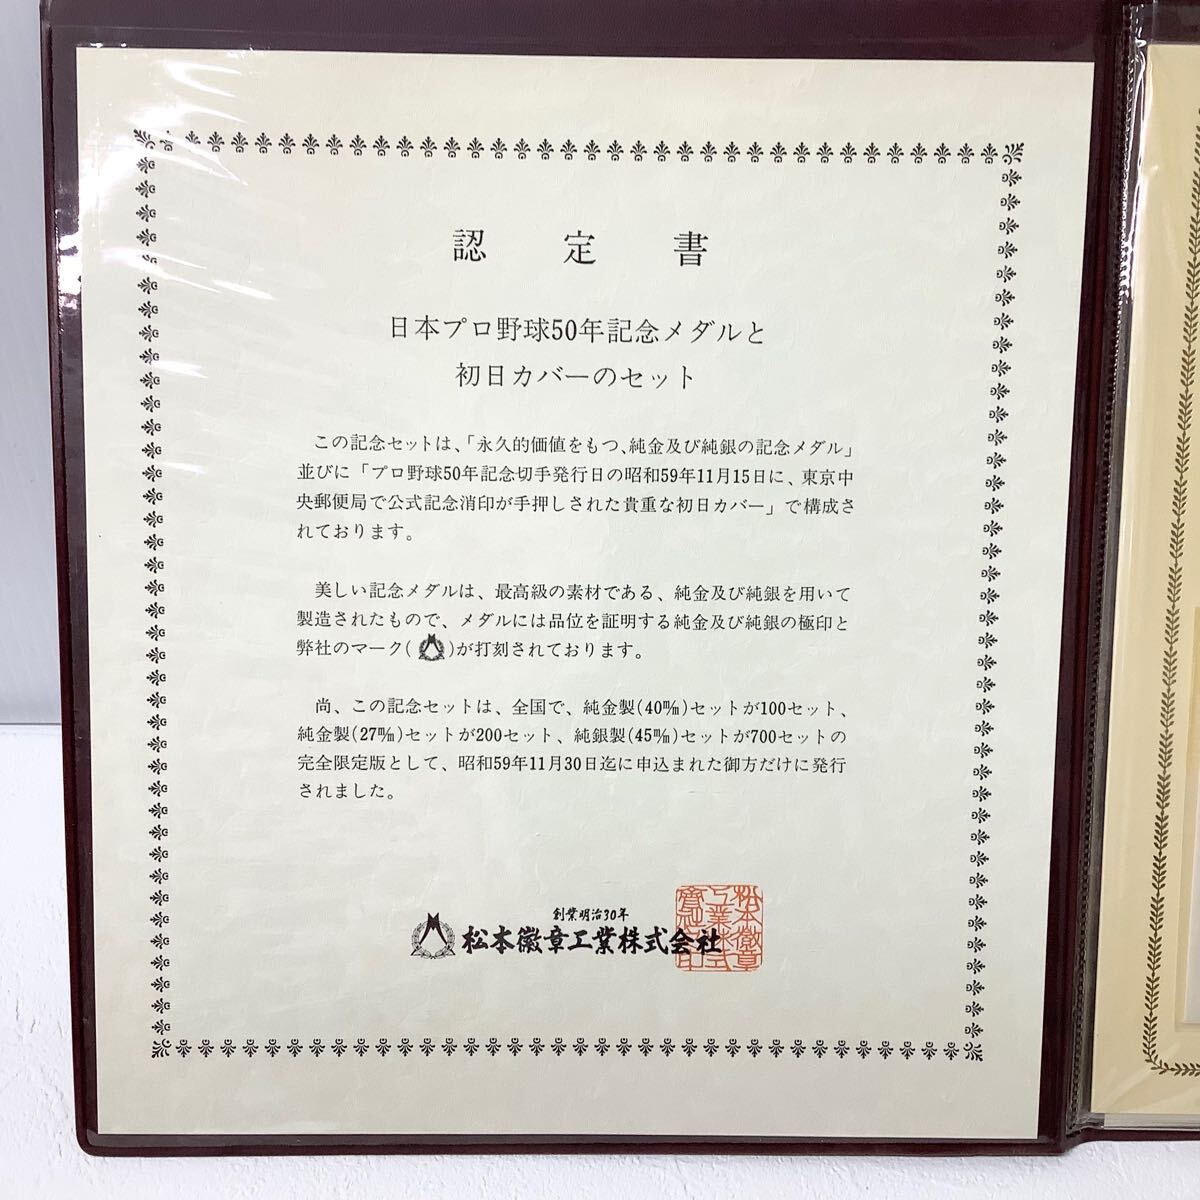 認定書
日本プロ野球50年記念メダルと
初日カバーのセット
この記念セットは、「永久的価値をもつ、純金及び純銀の記念メダル」
並びに「プロ野球50年記念切手発行日の昭和59年11月15日に、東京中
央郵便局で公式記念消印が手押しされた貴重な初日カバー」で構成さ
れております。
美しい記念メダルは、最高級の素材である、純金及び純銀を用いて
製造されたもので、メダルには品位を証明する純金及び純銀の極印と
弊社のマーク( )が打刻されております。
尚、この記念セットは、全国で、純金製(40㎜)セットが100セット、
純金製(27㎜)セットが200セット、純銀製(45㎜)セットが700セットの
完全限定版として、昭和59年11月30日迄に申込まれた御方だけに発行
されました。
創業明治30年
松本徽章工業株式会社